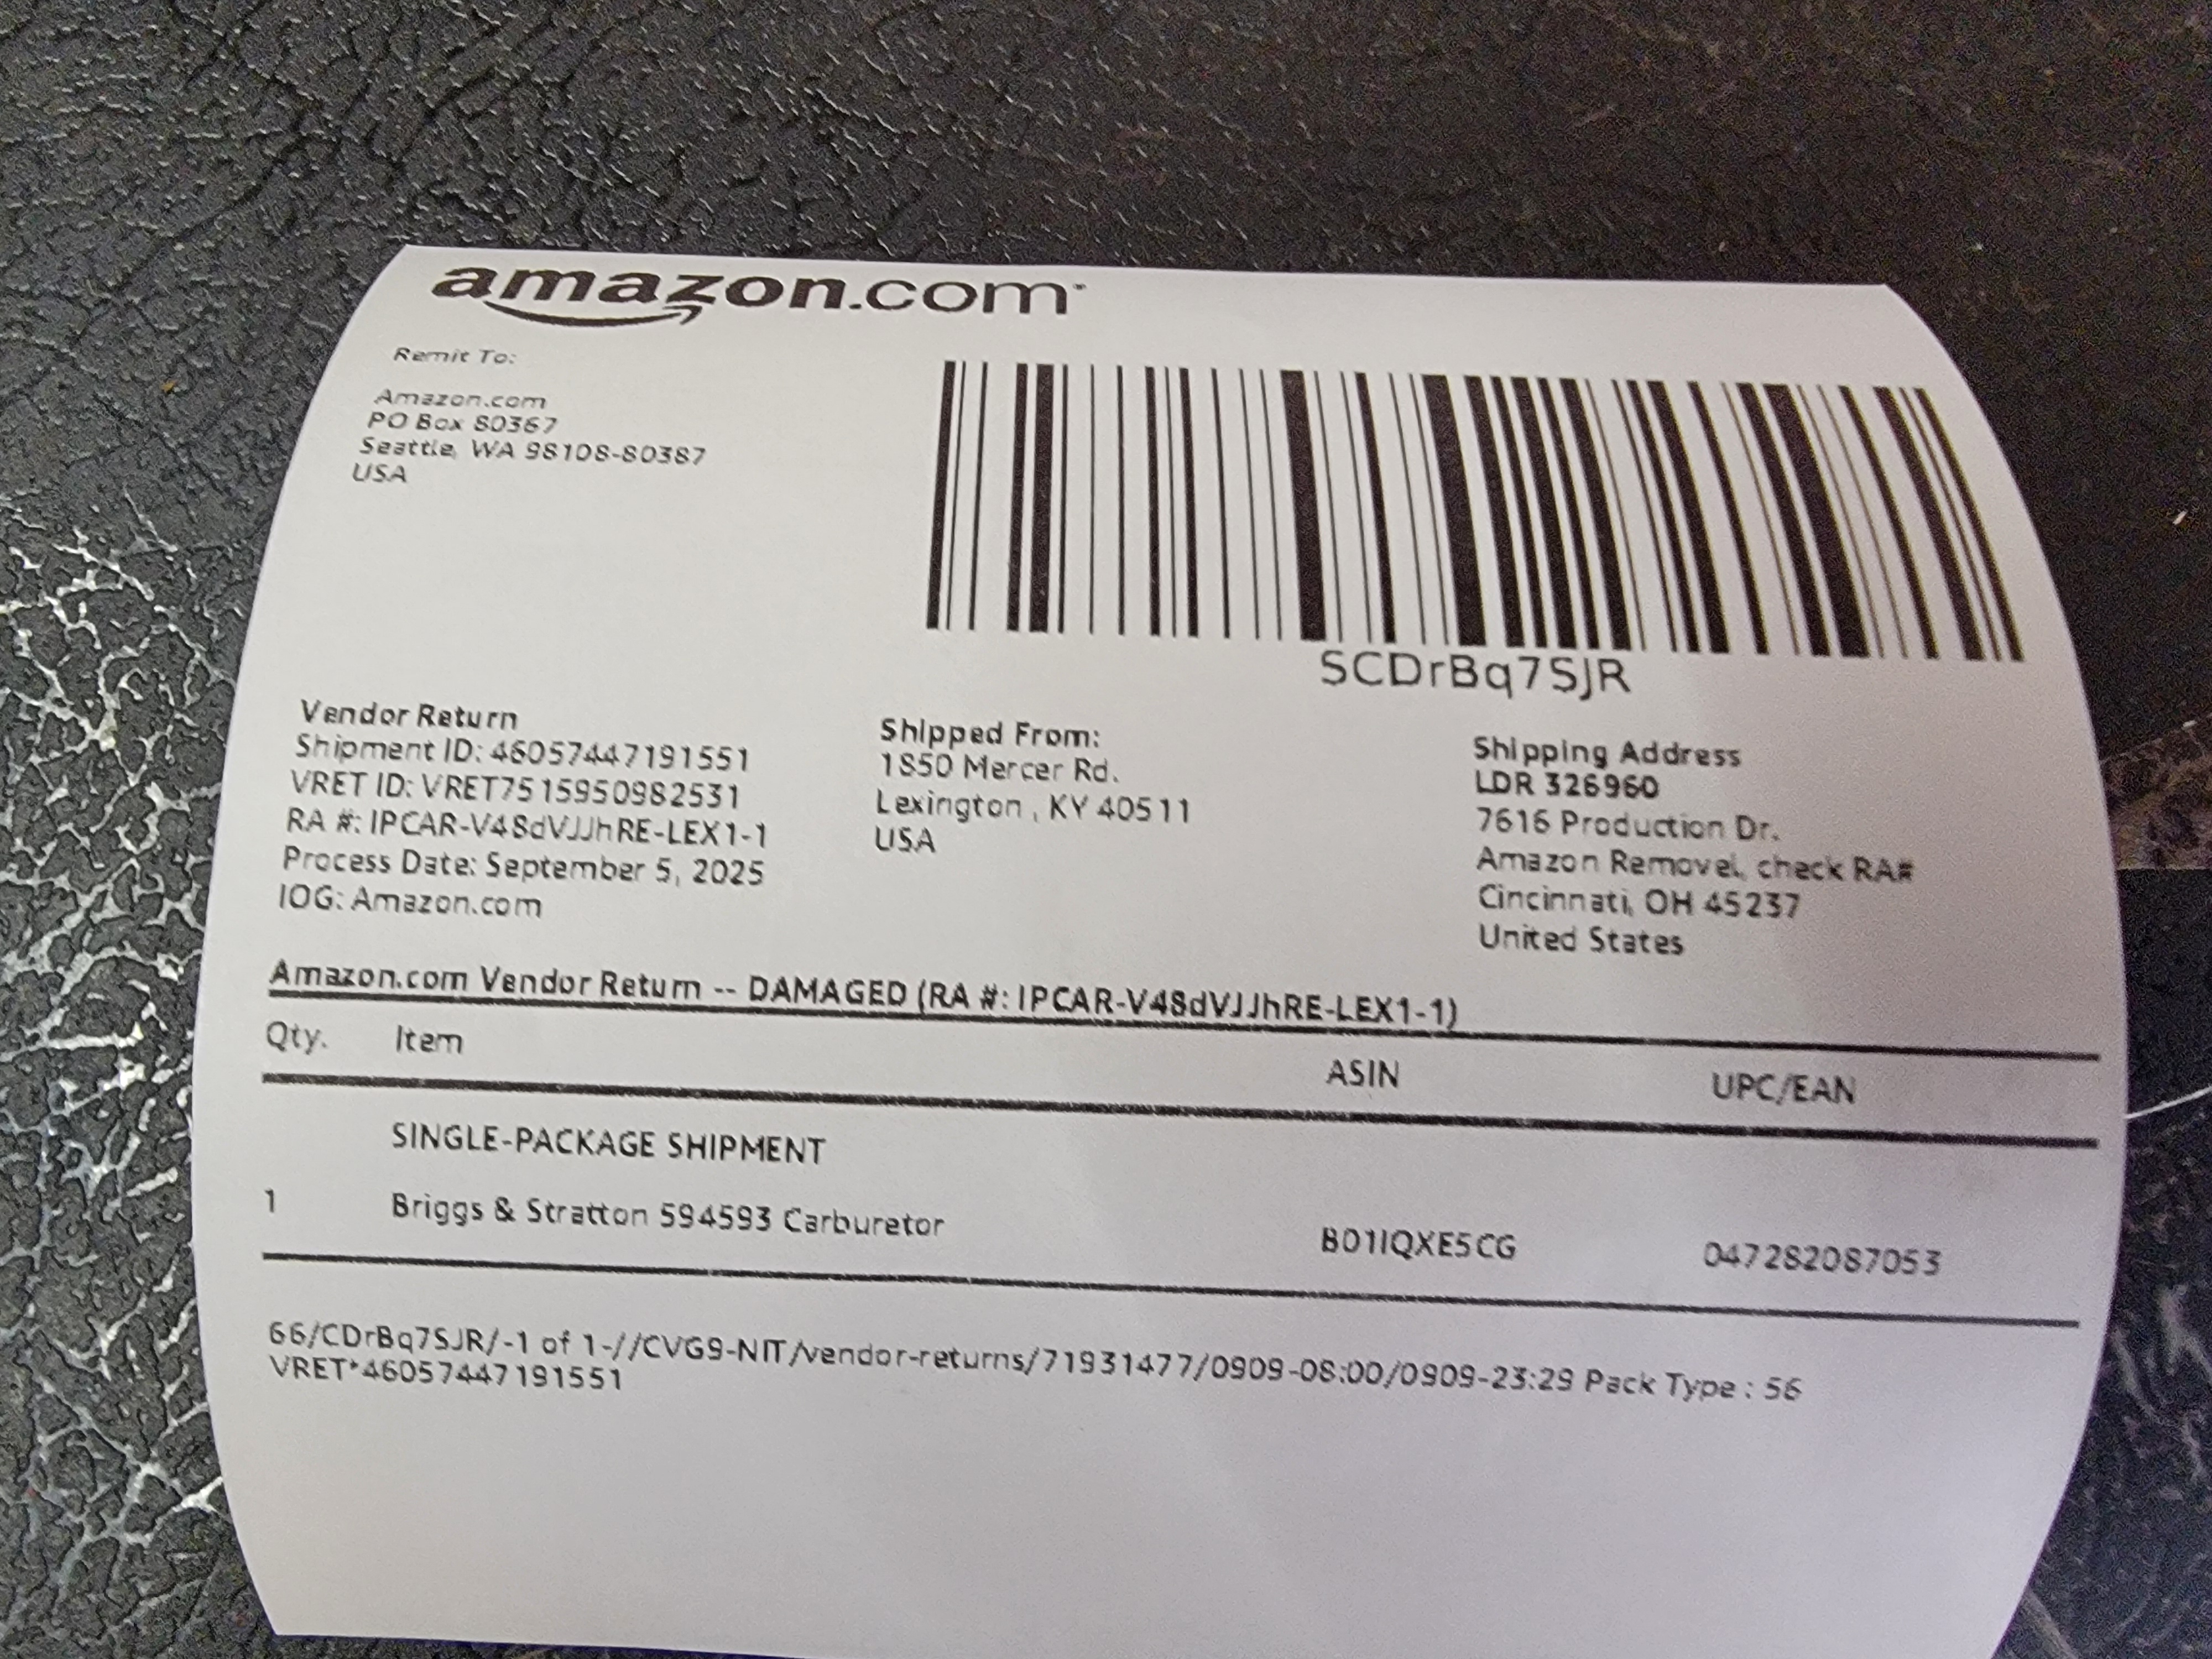 amazon.com
Remit To:
Amazon.com
PO Box 80367
Seattle, WA 98108-80387
USA
SCDrBq7SJR
Vendor Return
Shipment ID: 46057447191551
VRET ID: VRET7515950982531
RA #: IPCAR-V48dVJJhRE-LEX1-1
Process Date: September 5, 2025
IOG: Amazon.com
Shipped From:
1850 Mercer Rd.
Lexington , KY 40511
USA
Shipping Address
LDR 326960
7616 Production Dr.
Amazon Removel, check RA#
Cincinnati, OH 45237
United States
Amazon.com Vendor Return -- DAMAGED (RA #: IPCAR-V48dVJJhRE-LEX1-1)
Qty. Item ASIN UPC/EAN
SINGLE-PACKAGE SHIPMENT
1 Briggs & Stratton 594593 Carburetor B01IQXE5CG 047282087053
66/CDrBq7SJR/-1 of 1-//CVG9-NIT/vendor-returns/71931477/0909-08:00/0909-23:29 Pack Type : 56
VRET*46057447191551